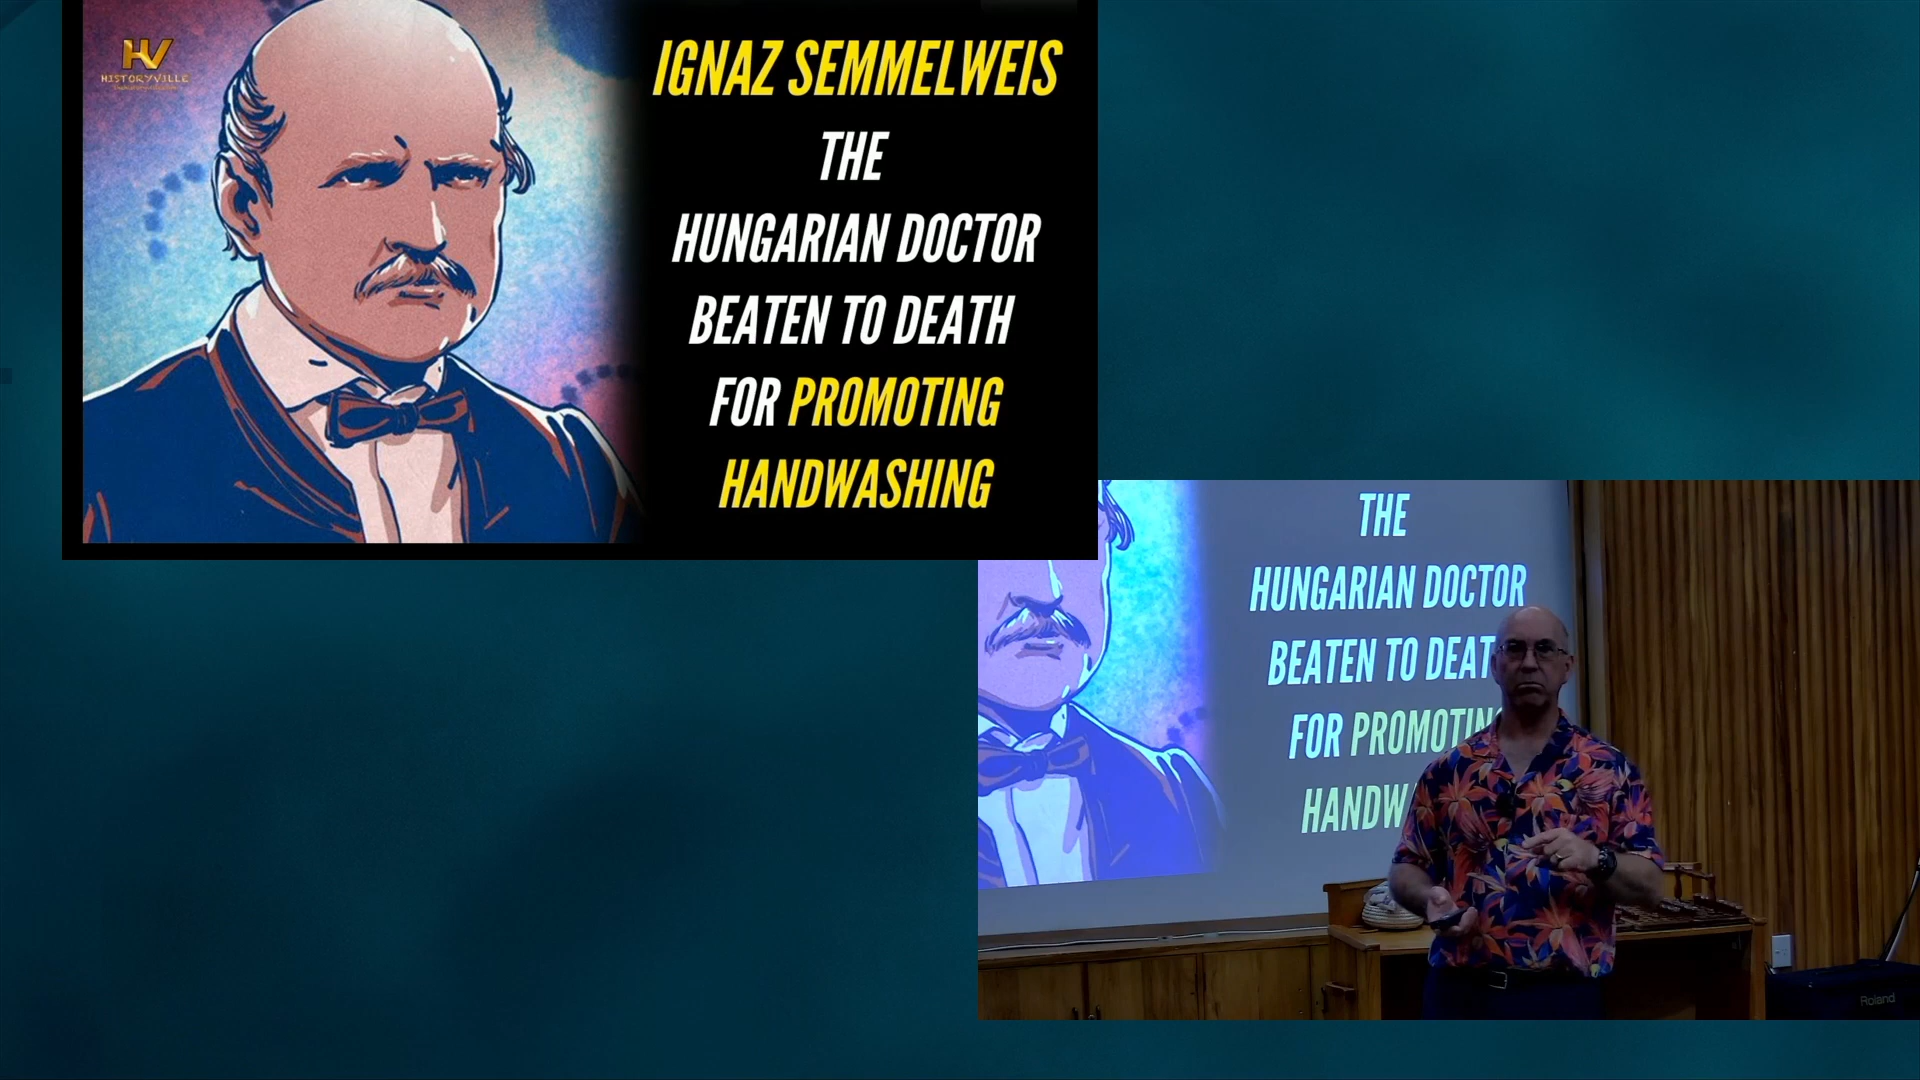 HV
HISTORYVILLE
IGNAZ SEMMELWEIS
THE
HUNGARIAN DOCTOR
BEATEN TO DEATH
FOR PROMOTING
HANDWASHING
THE
HUNGARIAN DOCTOR
BEATEN TO DEAT
FOR PROMOTING
HANDW
Roland